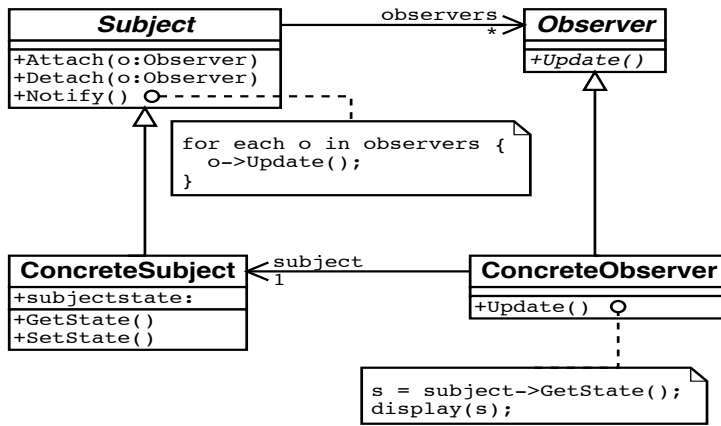 Subject
+Attach(o:Observer)
+Detach(o:Observer)
+Notify()
observers
*
Observer
+Update()
for each o in observers {
o->Update();
}
ConcreteSubject
+subjectstate:
+GetState()
+SetState()
subject
1
ConcreteObserver
+Update()
s = subject->GetState();
display(s);